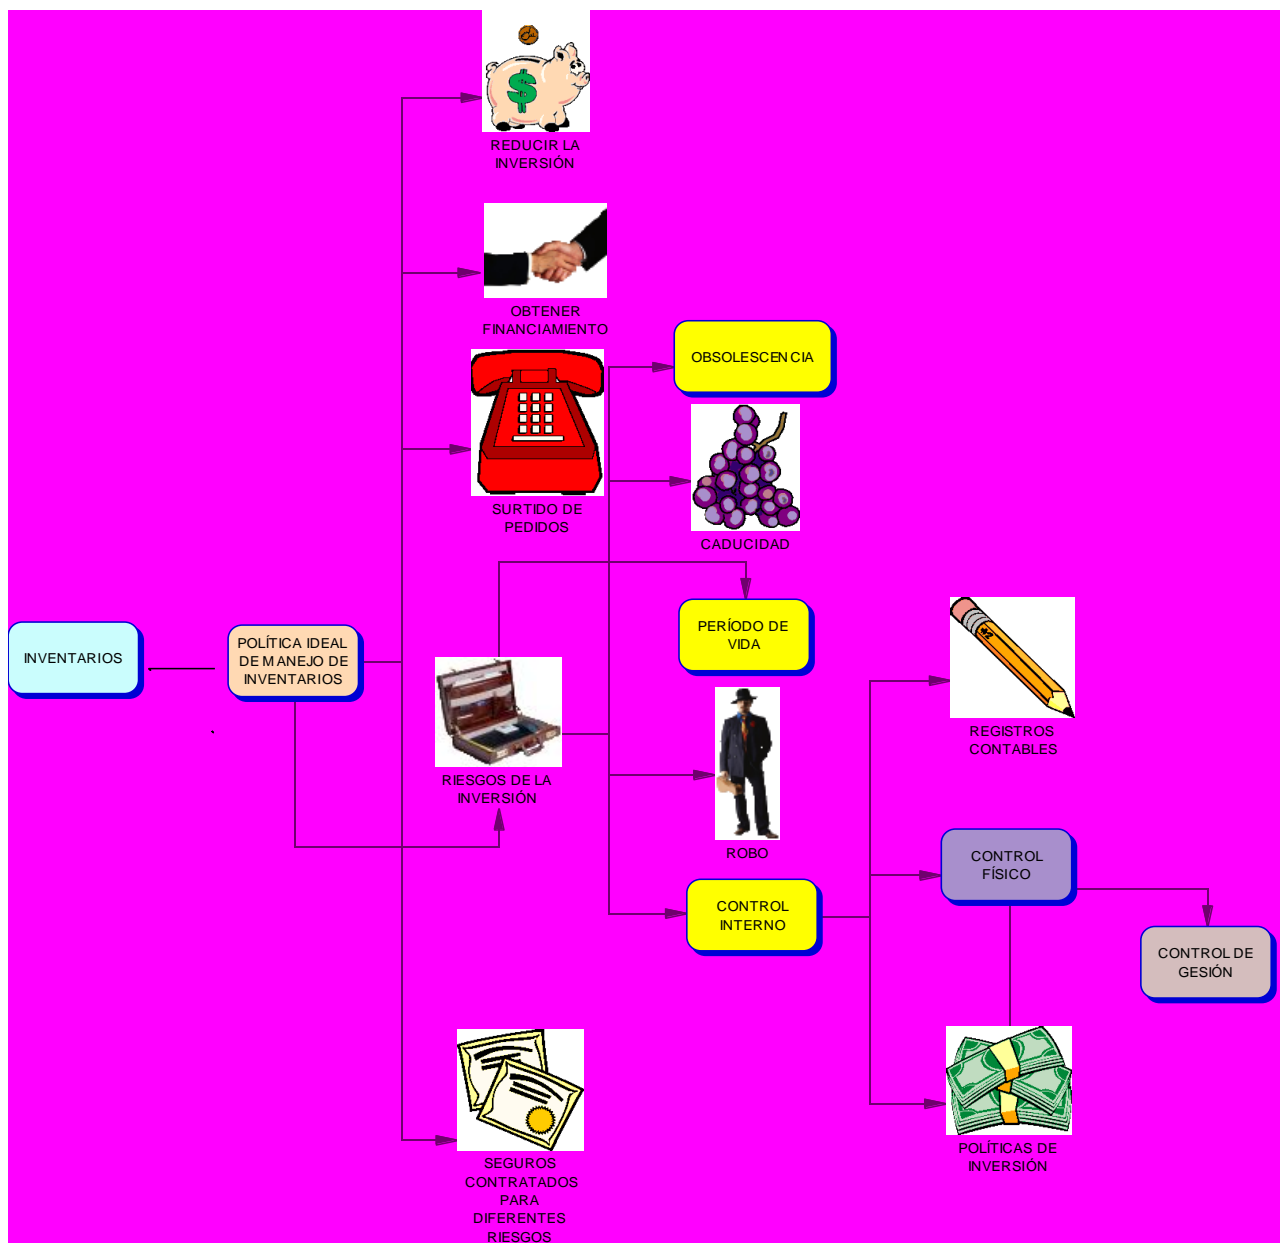 REDUCIR LA
INVERSIÓN
OBTENER
FINANCIAMIENTO
OBSOLESCENCIA
SURTIDO DE
PEDIDOS
CADUCIDAD
INVENTARIOS
POLÍTICA IDEAL
DE MANEJO DE
INVENTARIOS
PERÍODO DE
VIDA
RIESGOS DE LA
INVERSIÓN
REGISTROS
CONTABLES
ROBO
CONTROL
FÍSICO
CONTROL
INTERNO
CONTROL DE
GESIÓN
SEGUROS
CONTRATADOS
PARA
DIFERENTES
RIESGOS
POLÍTICAS DE
INVERSIÓN